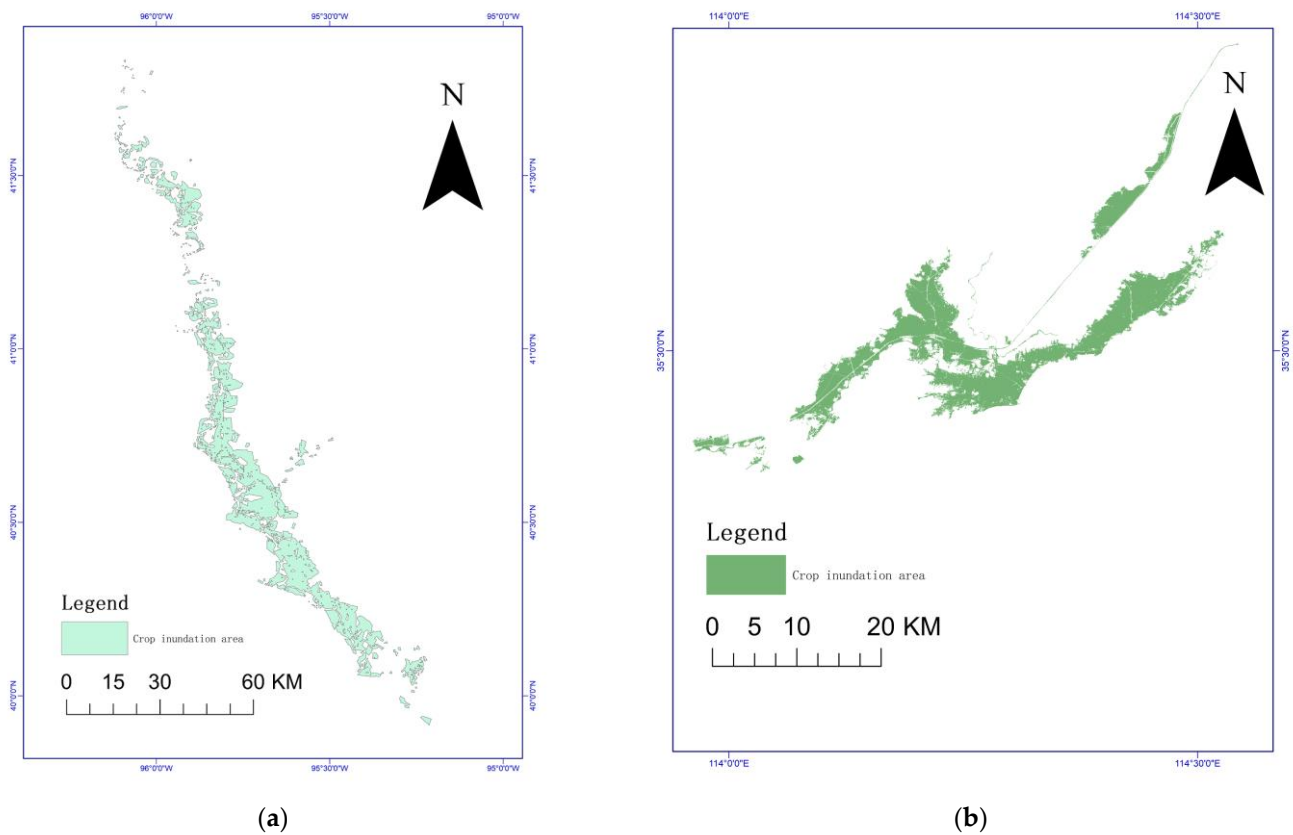 96°0'0"W 95°30'0"W 95°0'0"W
N
41°30'0"N 41°30'0"N
41°0'0"N 41°0'0"N
40°30'0"N 40°30'0"N
Legend
Crop inundation area
0 15 30 60 KM
40°0'0"N 40°0'0"N
96°0'0"W 95°30'0"W 95°0'0"W
(a)
114°0'0"E 114°30'0"E
N
35°30'0"N 35°30'0"N
Legend
Crop inundation area
0 5 10 20 KM
114°0'0"E 114°30'0"E
(b)